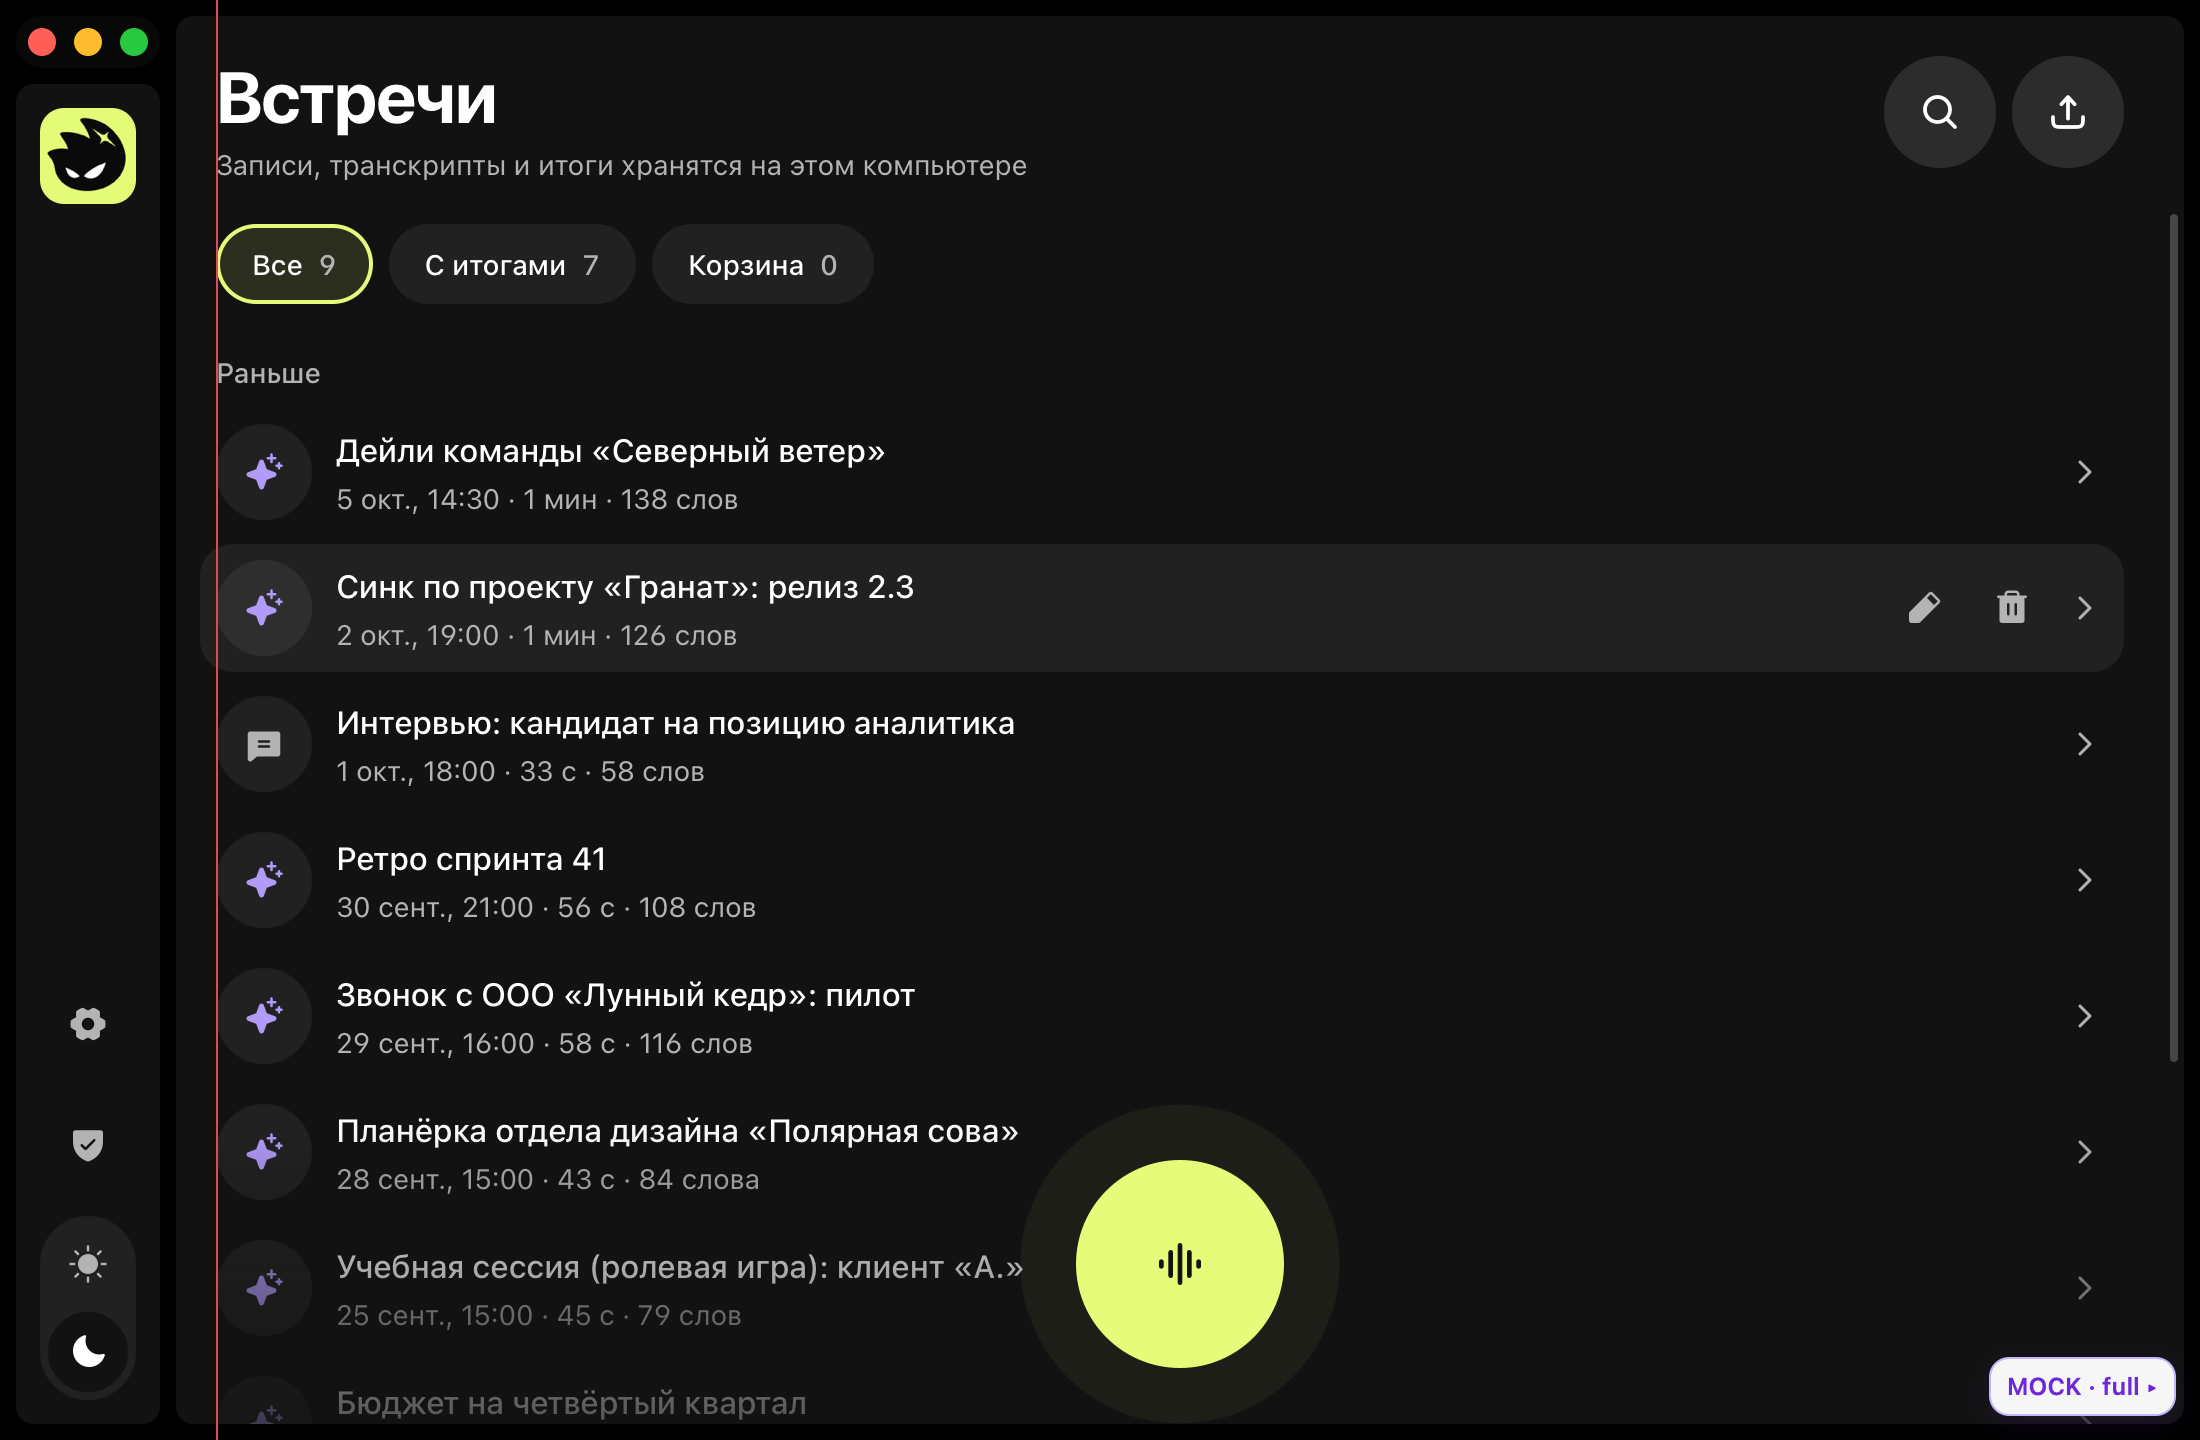 Встречи
Записи, транскрипты и итоги хранятся на этом компьютере
Все 9
С итогами 7
Корзина 0
Раньше
Дейли команды «Северный ветер»
5 окт., 14:30 · 1 мин · 138 слов
Синк по проекту «Гранат»: релиз 2.3
2 окт., 19:00 · 1 мин · 126 слов
Интервью: кандидат на позицию аналитика
1 окт., 18:00 · 33 с · 58 слов
Ретро спринта 41
30 сент., 21:00 · 56 с · 108 слов
Звонок с ООО «Лунный кедр»: пилот
29 сент., 16:00 · 58 с · 116 слов
Планёрка отдела дизайна «Полярная сова»
28 сент., 15:00 · 43 с · 84 слова
Учебная сессия (ролевая игра): клиент «А.»
25 сент., 15:00 · 45 с · 79 слов
Бюджет на четвёртый квартал
MOCK · full ▸